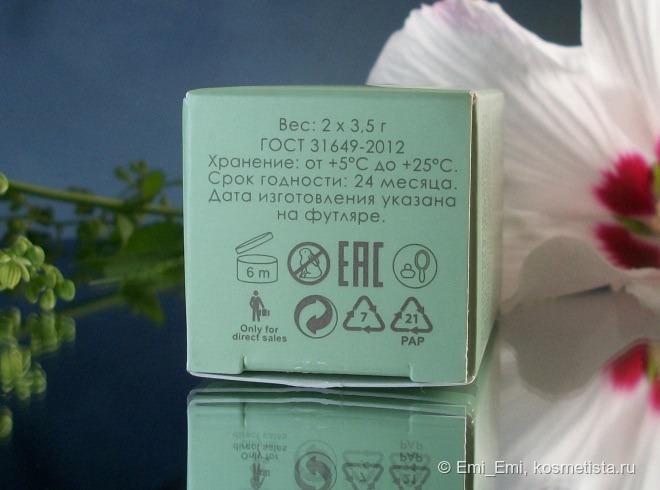 Вес: 2 x 3,5 г
ГОСТ 31649-2012
Хранение: от +5°C до +25°C.
Срок годности: 24 месяца.
Дата изготовления указана
на футляре.
6 m
EAC
Only for
direct sales
7
21
PAP
© Emi_Emi, kosmetista.ru